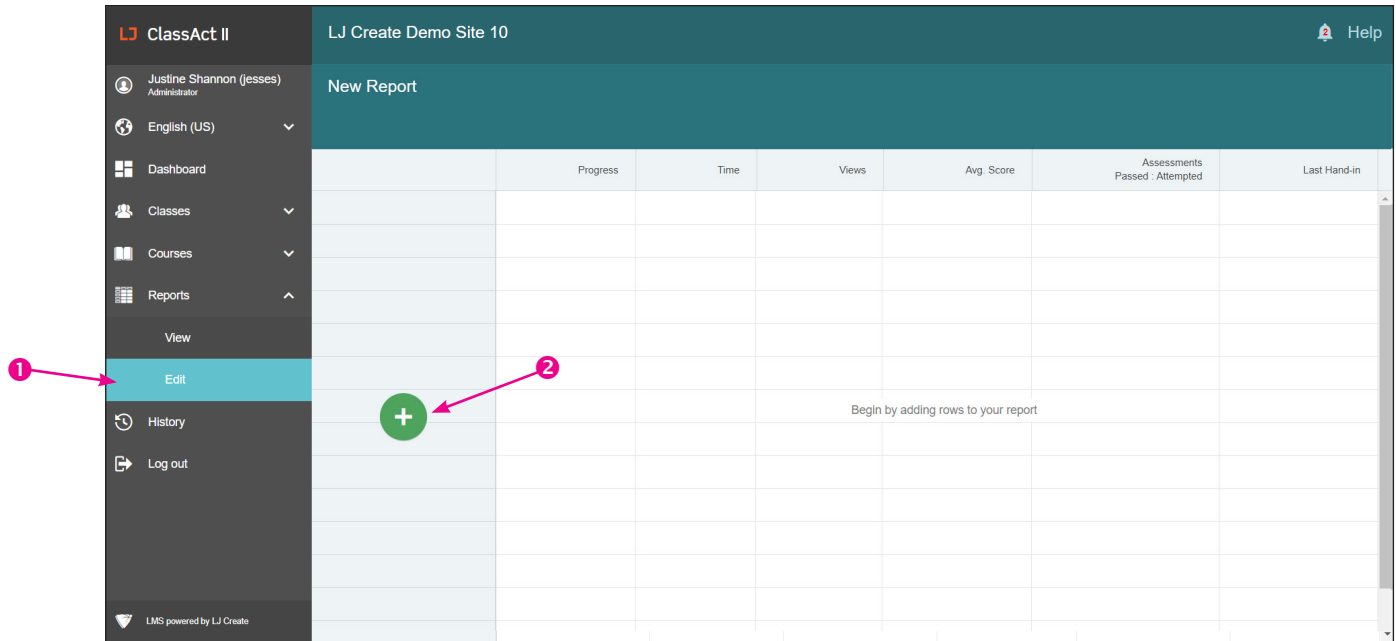 LJ ClassAct II
LJ Create Demo Site 10
2
Help
Justine Shannon (jesses)
Administrator
New Report
English (US)
Dashboard
Progress
Time
Views
Avg. Score
Assessments
Passed : Attempted
Last Hand-in
Classes
Courses
Reports
View
1
Edit
2
History
+
Begin by adding rows to your report
Log out
LMS powered by LJ Create